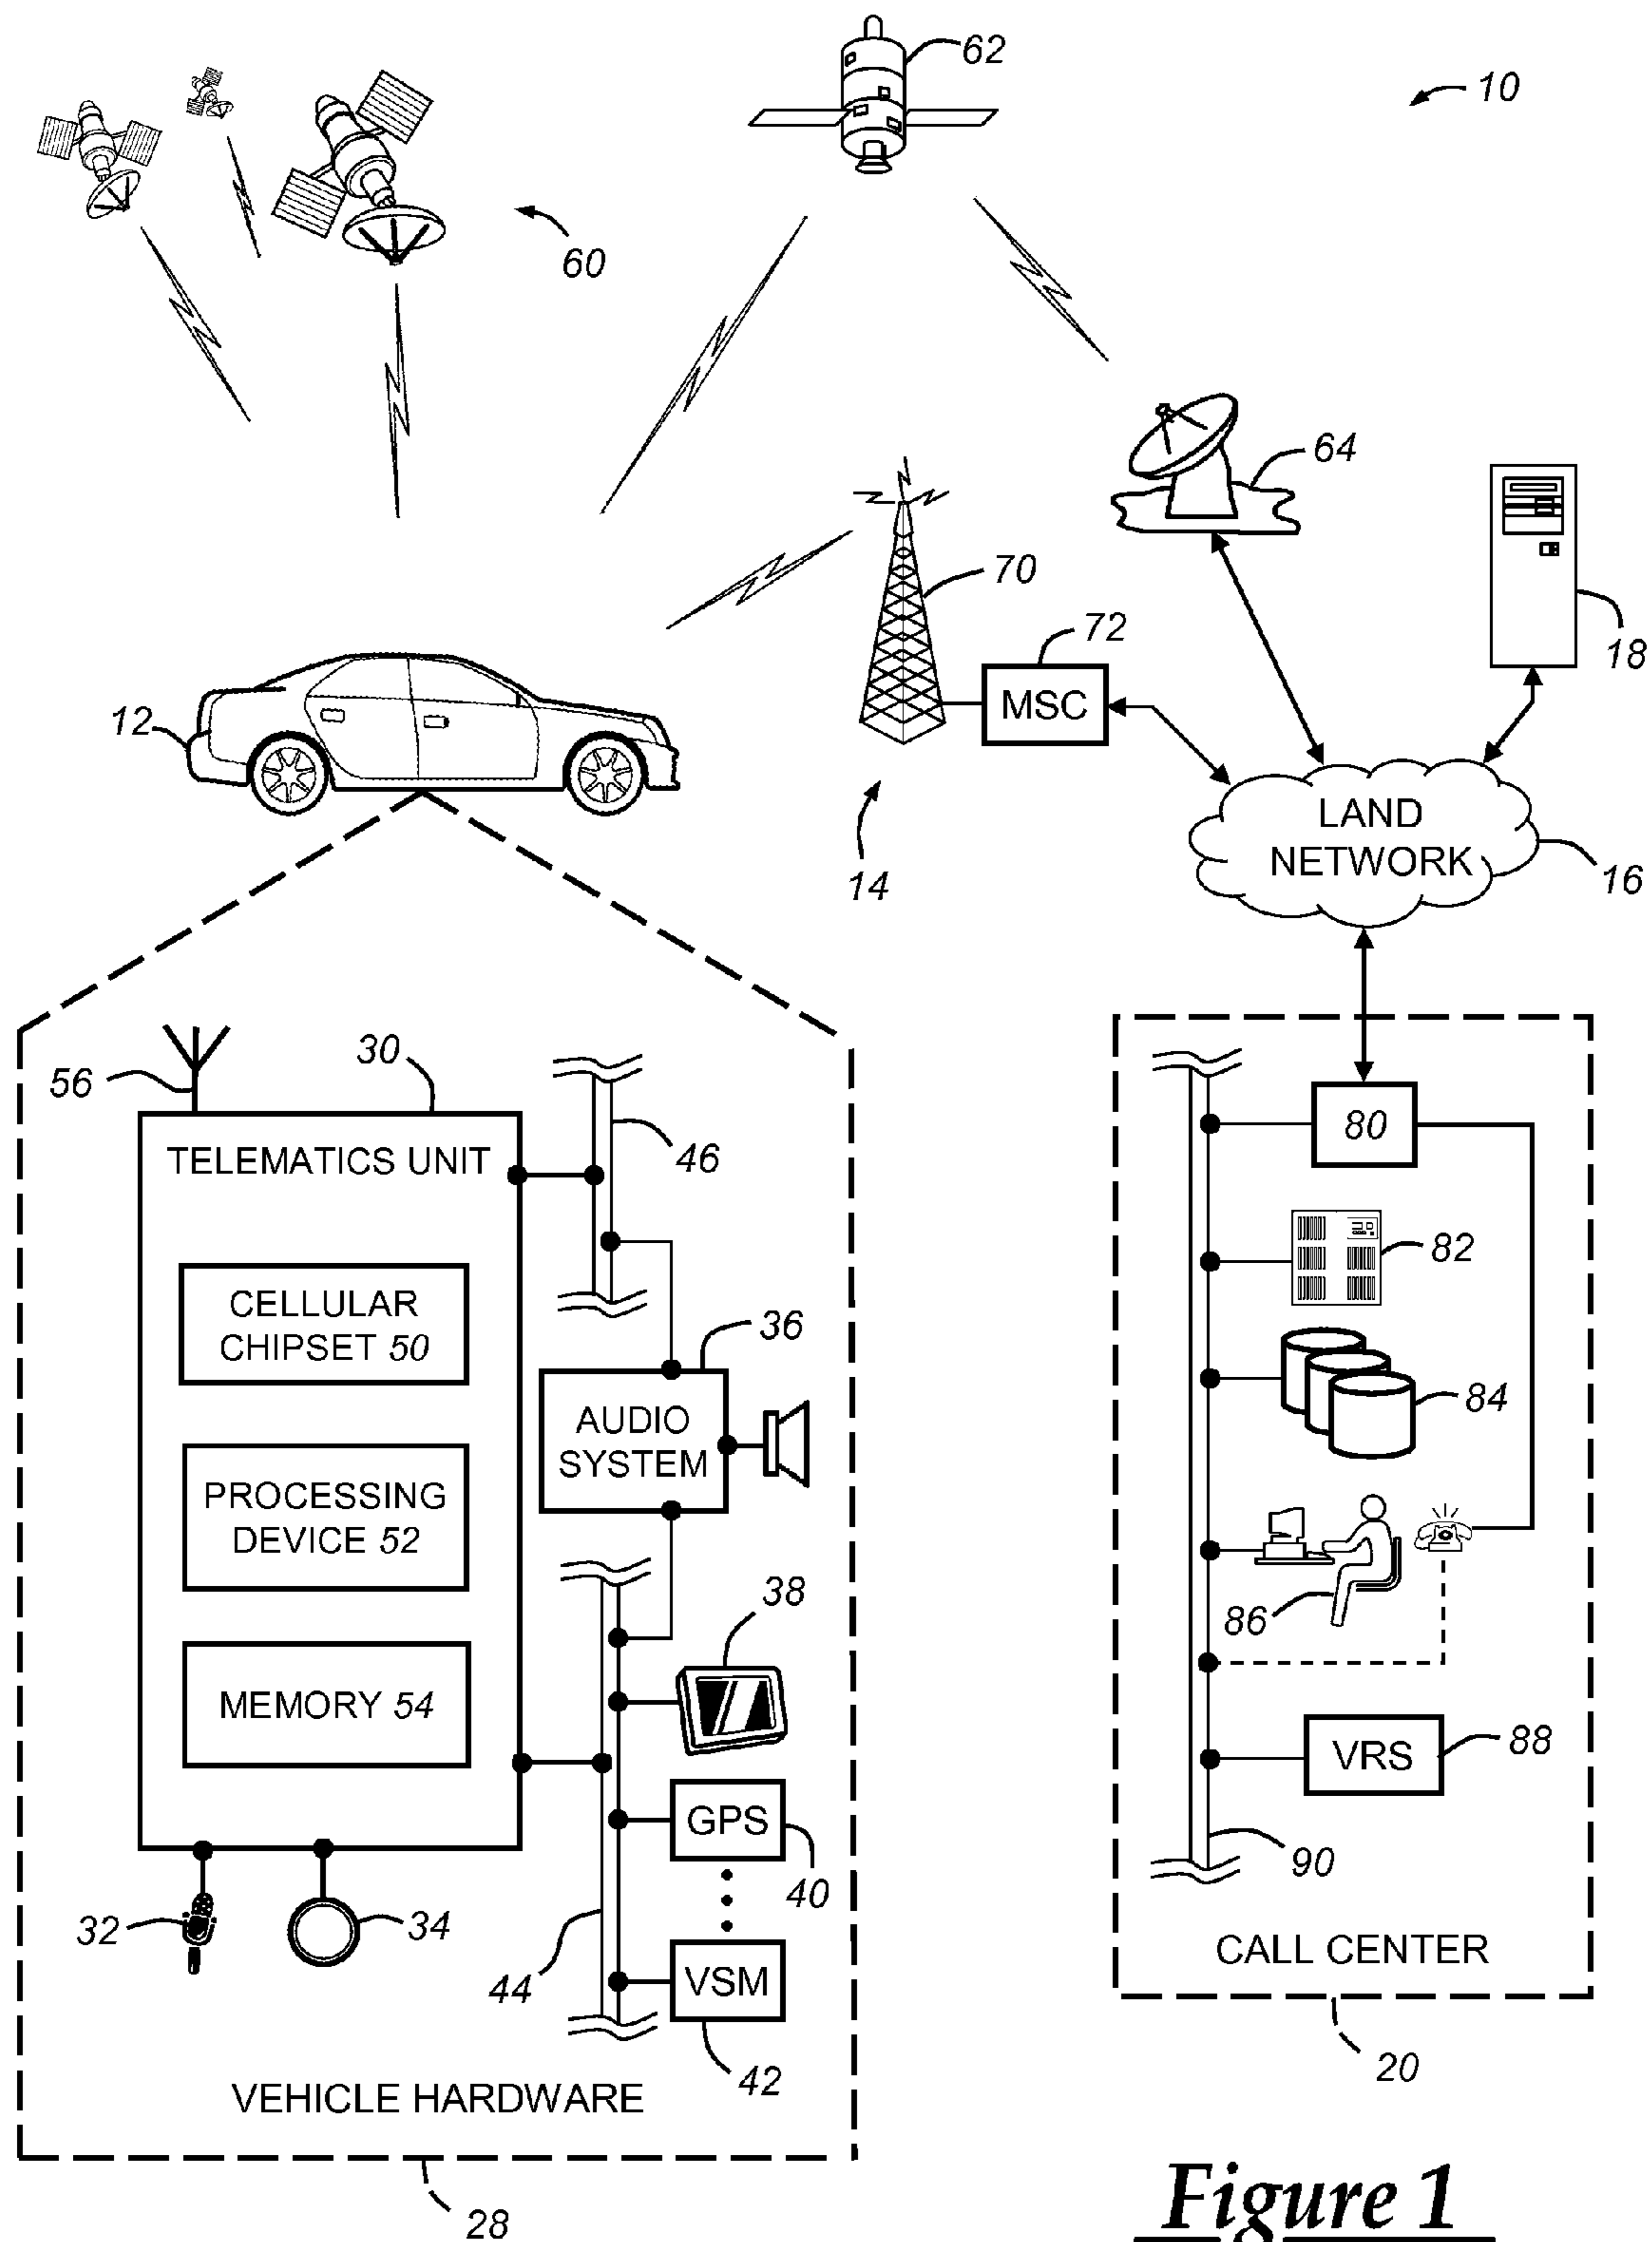 62
10
60
64
70
18
72
MSC
12
LAND
NETWORK
16
14
30
56
TELEMATICS UNIT
46
80
82
CELLULAR
CHIPSET 50
36
AUDIO
SYSTEM
84
PROCESSING
DEVICE 52
38
86
MEMORY 54
VRS
88
GPS
40
90
32
34
44
VSM
CALL CENTER
42
20
VEHICLE HARDWARE
28
Figure 1